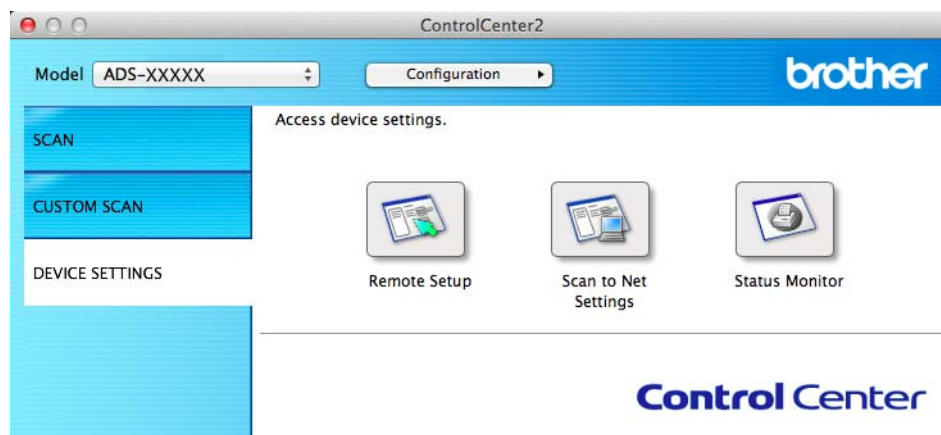 ControlCenter2
Model ADS-XXXXX Configuration brother
SCAN
CUSTOM SCAN
DEVICE SETTINGS
Access device settings.
Remote Setup
Scan to Net
Settings
Status Monitor
Control Center